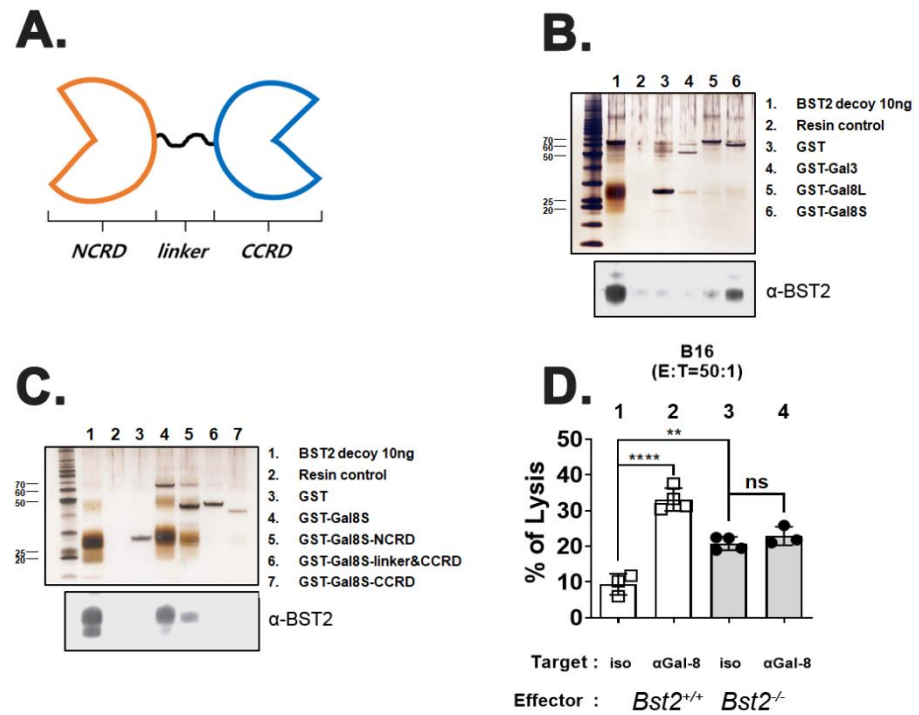 A.
NCRD linker CCRD
B.
1 2 3 4 5 6
70
60
50
25
20
1. BST2 decoy 10ng
2. Resin control
3. GST
4. GST-Gal3
5. GST-Gal8L
6. GST-Gal8S
α-BST2
C.
1 2 3 4 5 6 7
70
60
50
25
20
1. BST2 decoy 10ng
2. Resin control
3. GST
4. GST-Gal8S
5. GST-Gal8S-NCRD
6. GST-Gal8S-linker&CCRD
7. GST-Gal8S-CCRD
α-BST2
D.
B16
(E:T=50:1)
1 2 3 4
**
****
ns
% of Lysis
50
40
30
20
10
0
Target : iso αGal-8 iso αGal-8
Effector : Bst2+/+ Bst2-/-